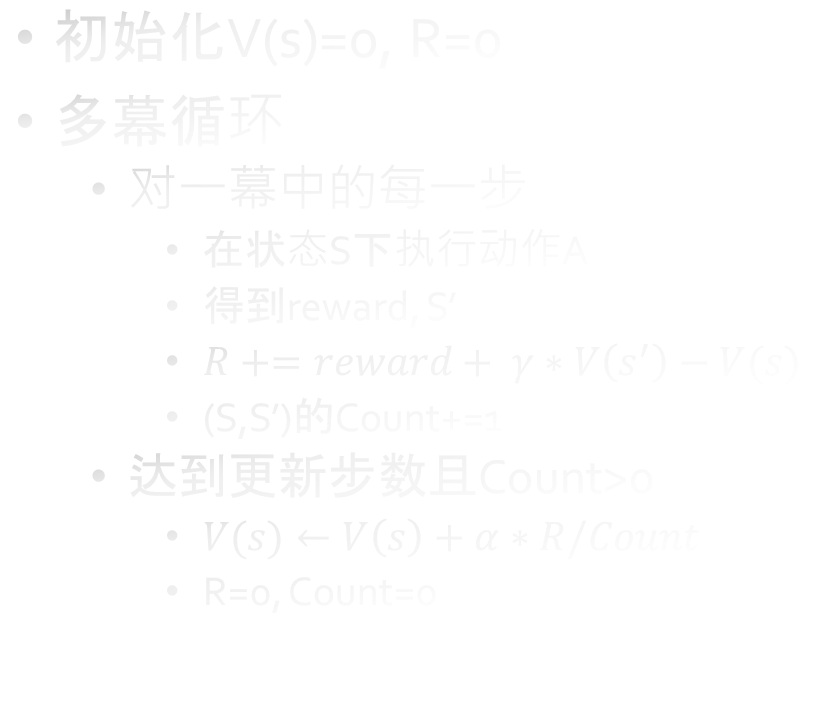 • 初始化V(s)=0, R=0
• 多幕循环
• 对一幕中的每一步
• 在状态S下执行动作A
• 得到reward, S’
• R += reward + γ ∗ V(s′) − V(s)
• (S,S’)的Count+=1
• 达到更新步数且Count>0
• V(s) ← V(s) + α ∗ R/Count
• R=0, Count=0